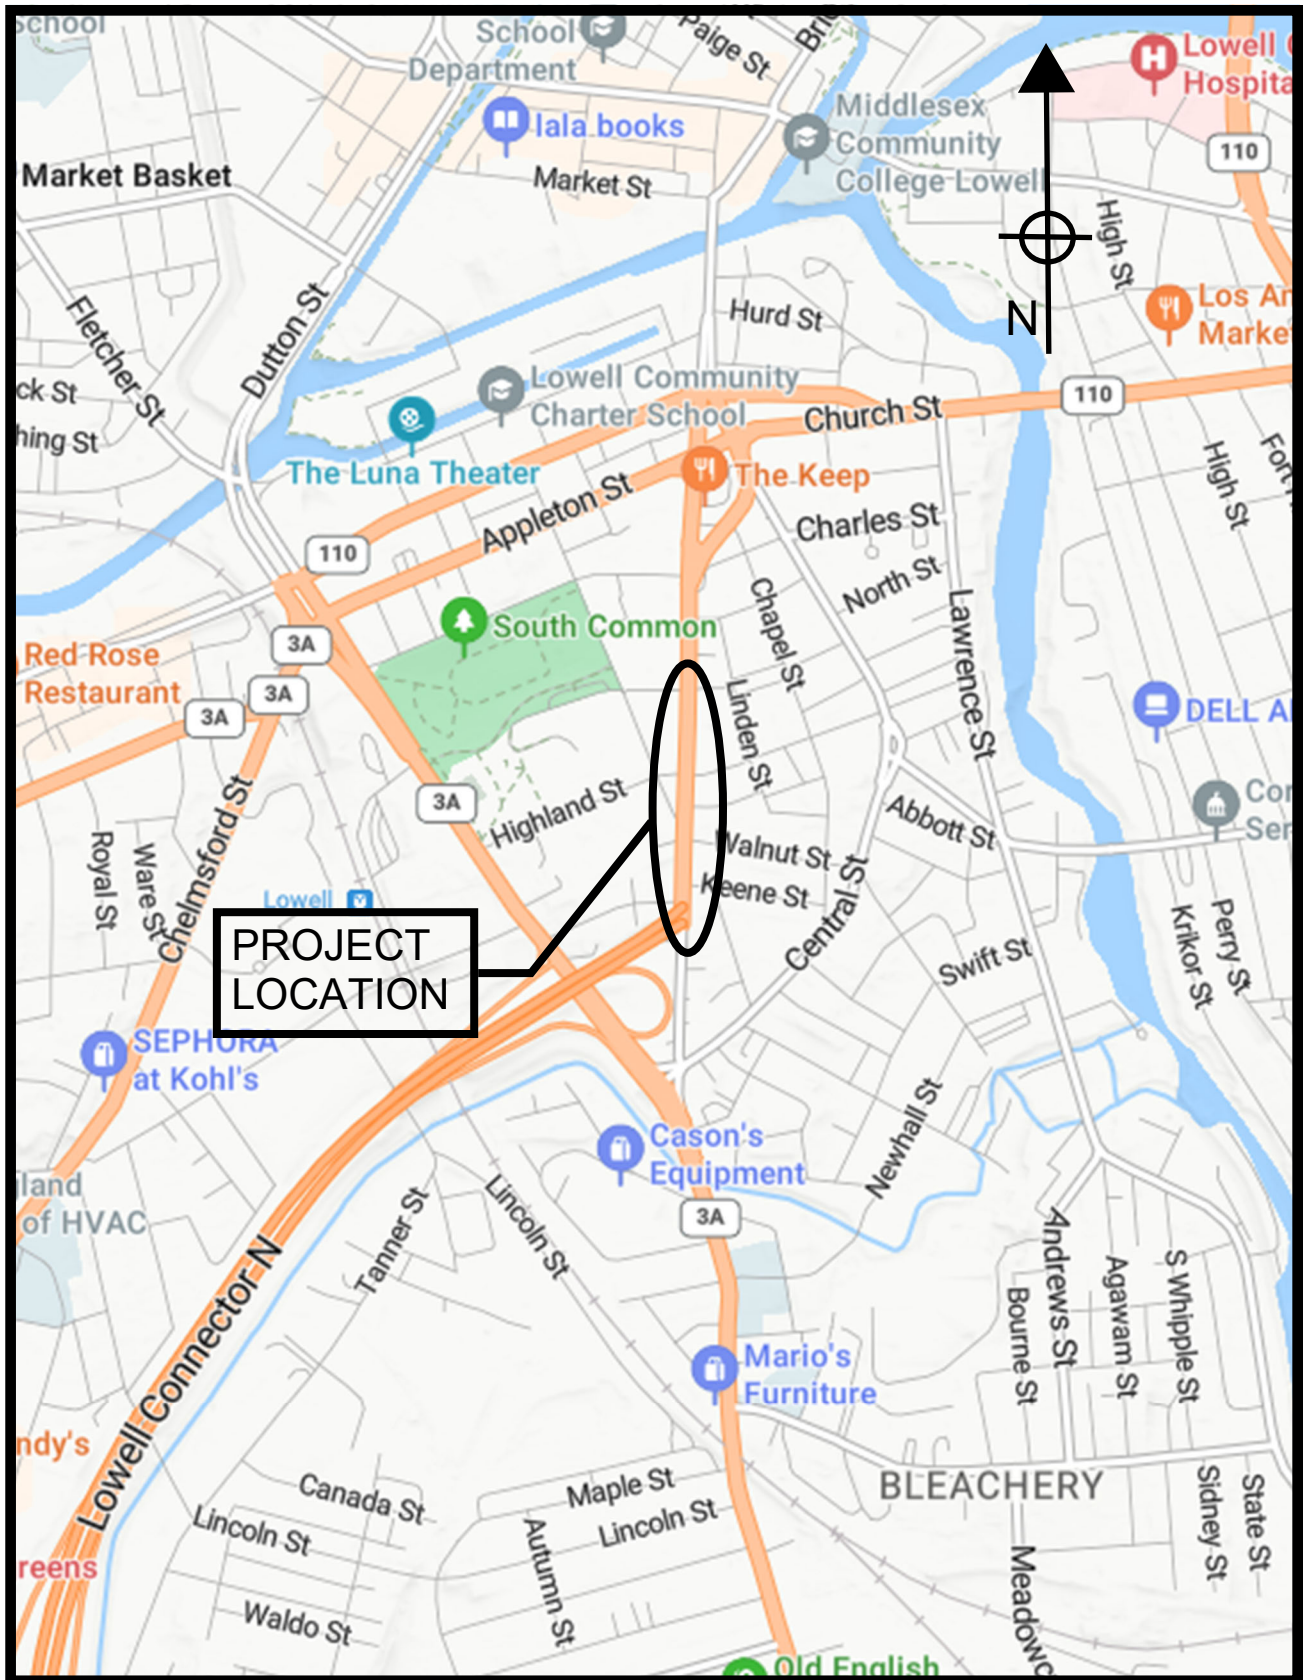 School
School
Department
Paige St
Lowell
Hospita
lala books
Middlesex
Community
College Lowell
110
Market Basket
Market St
High St
Fletcher St
Dutton St
Hurd St
N
Los An
Marke
ck St
Lowell Community
Charter School
110
Church St
hing St
The Luna Theater
The Keep
High St
Appleton St
Charles St
110
North St
Chapel St
Lawrence St
South Common
3A
Red Rose
Restaurant
3A
3A
Linden St
DELL
3A
Highland St
Abbott St
Ser
Royal St
Ware St
Chelmsford St
Walnut St
Keene St
Central St
Lowell
PROJECT
LOCATION
Swift St
Krikor St
Perry St
SEPHORA
at Kohl's
Newhall St
Cason's
Equipment
land
of HVAC
Tanner St
Lincoln St
3A
Andrews St
Bourne St
Agawam St
S Whipple St
Lowell Connector N
Mario's
Furniture
ndy's
BLEACHERY
Canada St
Maple St
Lincoln St
Lincoln St
Sidney St
State St
reens
Autumn St
Meadowc
Waldo St
Old English